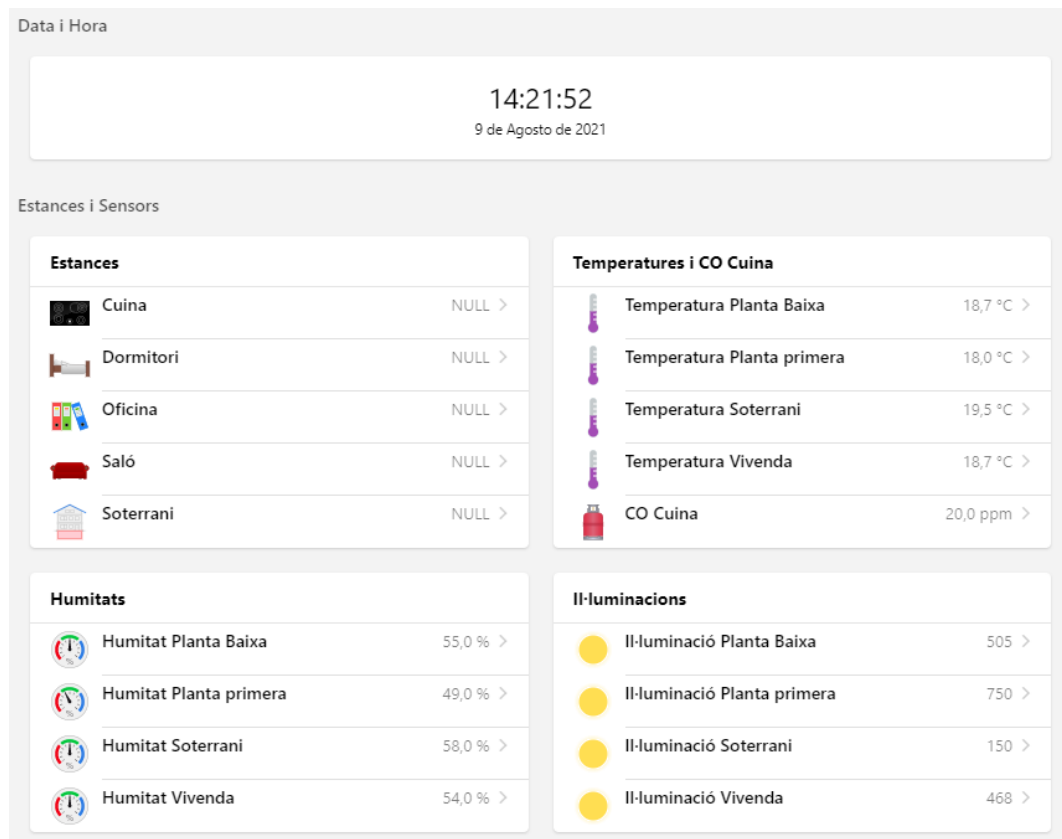 Data i Hora
14:21:52
9 de Agosto de 2021
Estances i Sensors
Estances
Cuina NULL
Dormitori NULL
Oficina NULL
Saló NULL
Soterrani NULL
Temperatures i CO Cuina
Temperatura Planta Baixa 18,7 °C
Temperatura Planta primera 18,0 °C
Temperatura Soterrani 19,5 °C
Temperatura Vivenda 18,7 °C
CO Cuina 20,0 ppm
Humitats
Humitat Planta Baixa 55,0 %
Humitat Planta primera 49,0 %
Humitat Soterrani 58,0 %
Humitat Vivenda 54,0 %
Il·luminacions
Il·luminació Planta Baixa 505
Il·luminació Planta primera 750
Il·luminació Soterrani 150
Il·luminació Vivenda 468